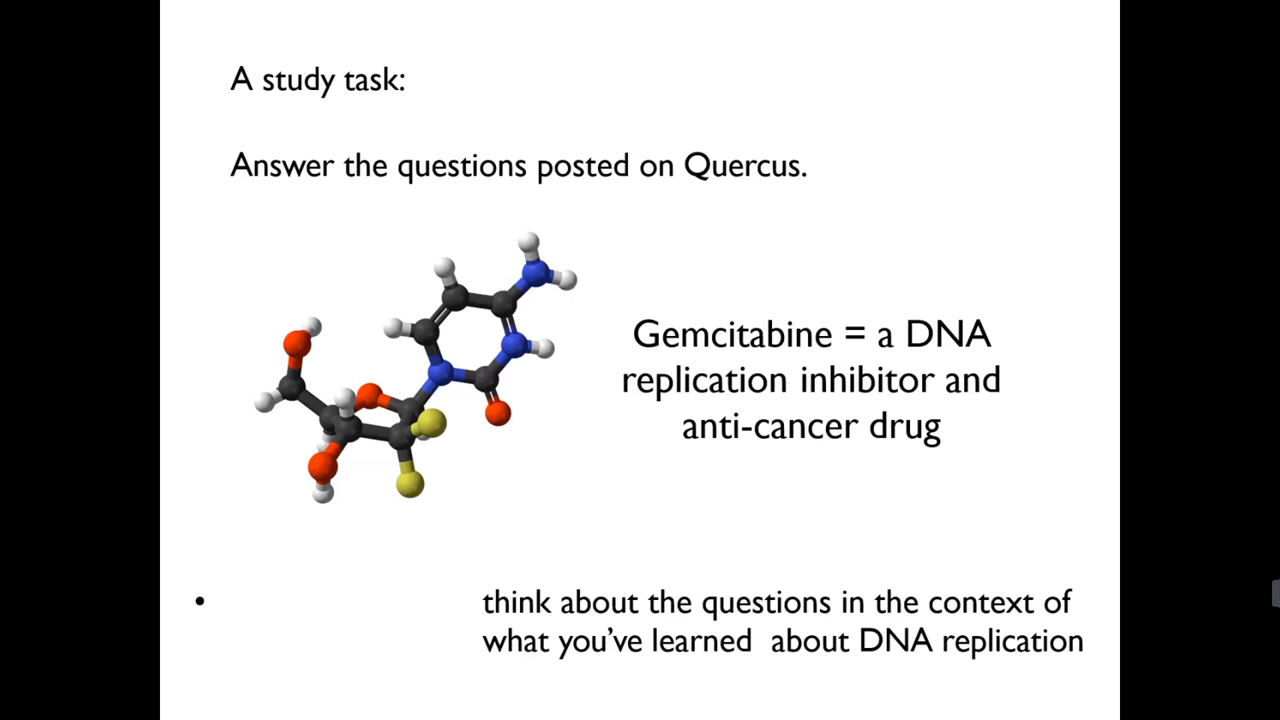 A study task:
Answer the questions posted on Quercus.
Gemcitabine = a DNA
replication inhibitor and
anti-cancer drug
• think about the questions in the context of
what you’ve learned about DNA replication